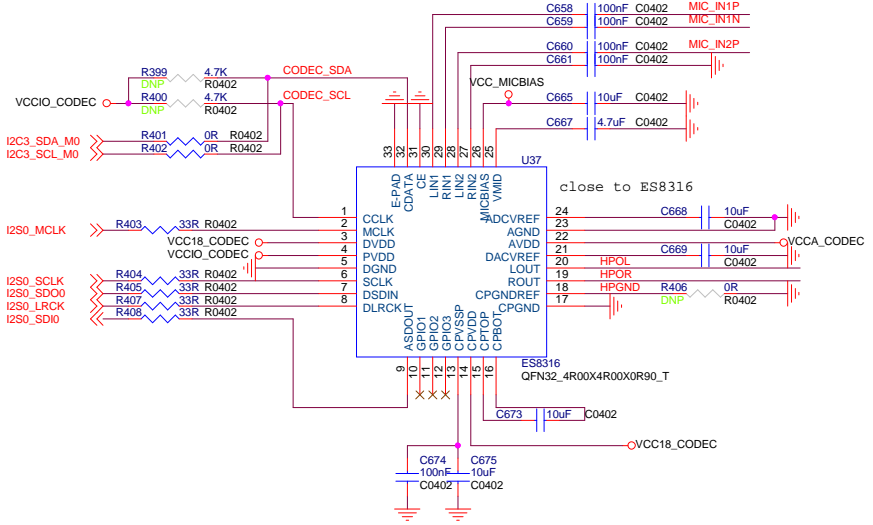 C658 100nF C0402 MIC_IN1P
C659 100nF C0402 MIC_IN1N
C660 100nF C0402 MIC_IN2P
C661 100nF C0402
R399 4.7K CODEC_SDA
DNP R0402
VCC_MICBIAS
R400 4.7K CODEC_SCL
DNP R0402
VCCIO_CODEC
C665 10uF C0402
C667 4.7uF C0402
I2C3_SDA_M0 R401 0R R0402
I2C3_SCL_M0 R402 0R R0402
33 32 31 30 29 28 27 26 25
U37
E-PAD CDATA CE LIN1 RIN1 LIN2 RIN2 MICBIAS VMID
close to ES8316
1 CCLK
2 MCLK
3 DVDD
4 PVDD
5 DGND
6 SCLK
7 DSDIN
8 DLRCK
I2S0_MCLK R403 33R R0402
VCC18_CODEC
VCCIO_CODEC
I2S0_SCLK R404 33R R0402
I2S0_SDO0 R405 33R R0402
I2S0_LRCK R407 33R R0402
I2S0_SDI0 R408 33R R0402
ADCVREF 24
AGND 23
AVDD 22
DACVREF 21
LOUT 20
ROUT 19
CPGNDREF 18
CPGND 17
C668 10uF
C0402
VCCA_CODEC
C669 10uF
C0402
HPOL
HPOR
HPGND R406 0R
DNP R0402
ASDOUT GPIO1 GPIO2 GPIO3 CPVSSP CPVDD CPTOP CPBOT
9 10 11 12 13 14 15 16
ES8316
QFN32_4R00X4R00X0R90_T
C673 10uF C0402
VCC18_CODEC
C674 C675
100nF 10uF
C0402 C0402